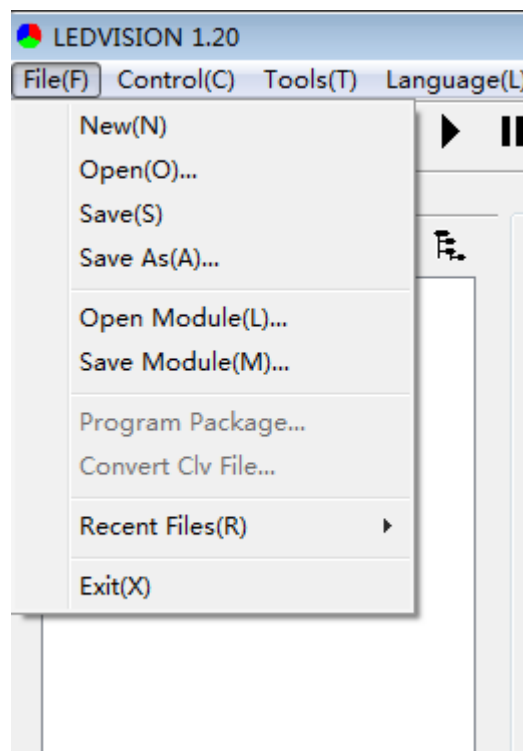 LEDVISION 1.20
File(F) Control(C) Tools(T) Language(L)
New(N)
Open(O)...
Save(S)
Save As(A)...
Open Module(L)...
Save Module(M)...
Program Package...
Convert Clv File...
Recent Files(R)
Exit(X)